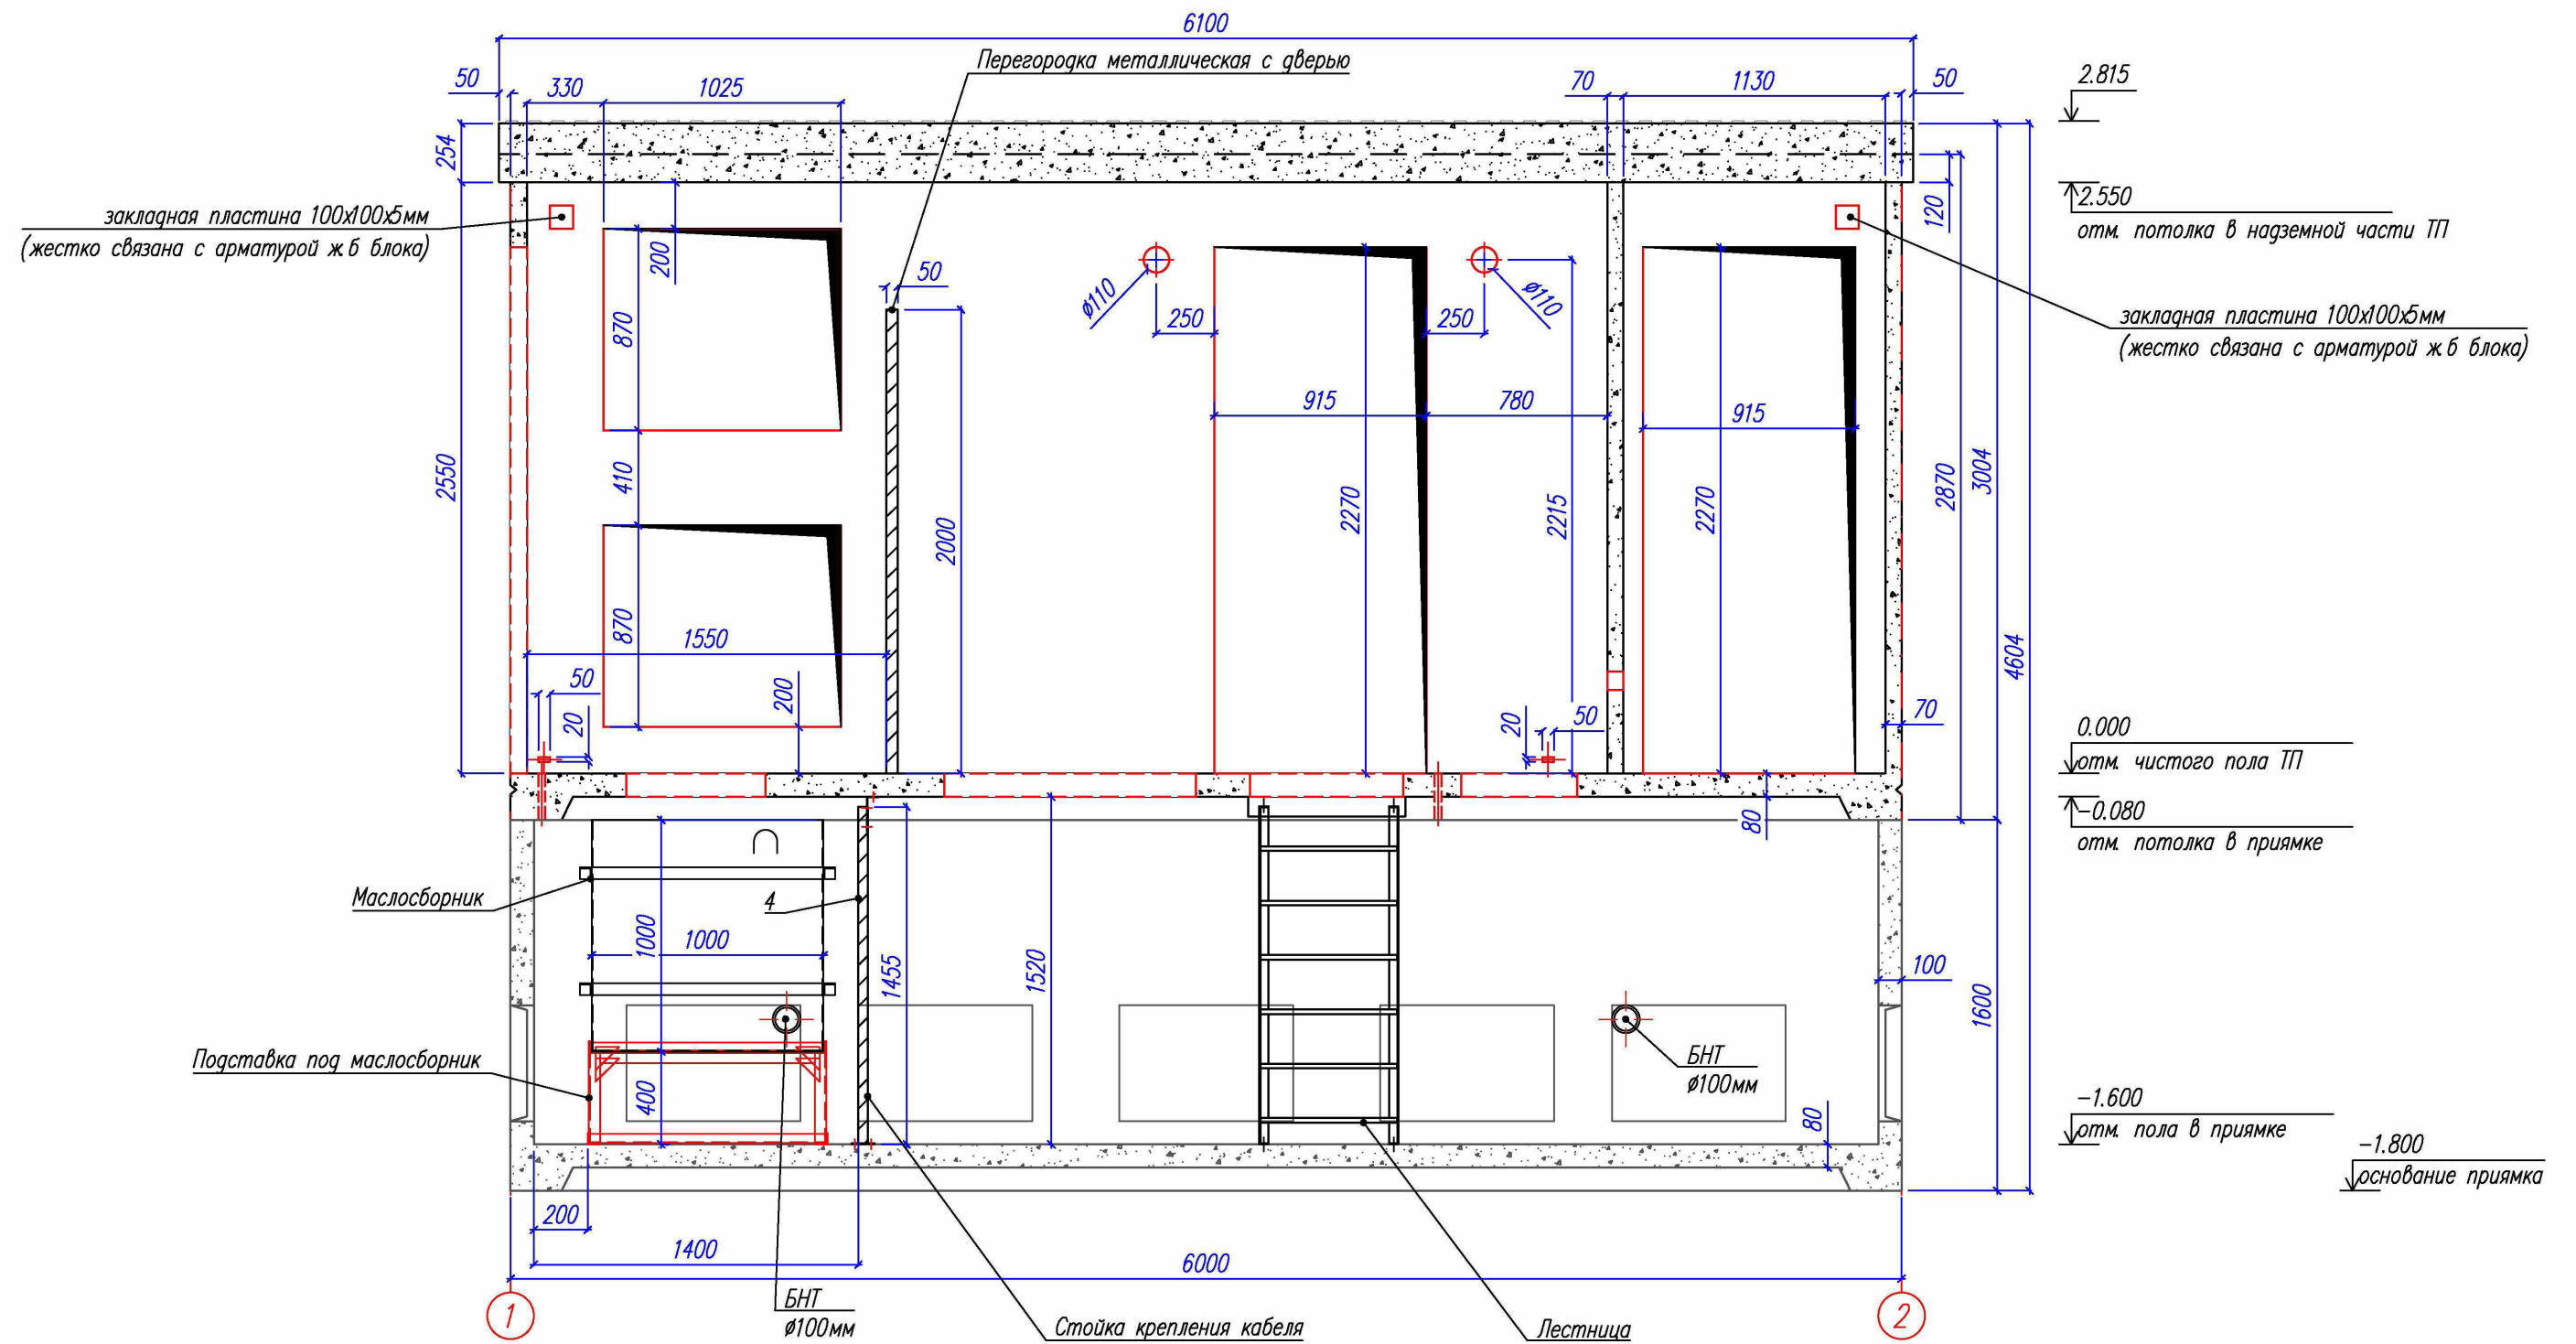 6100
Перегородка металлическая с дверью
50
330
1025
70
1130
50
2.815
254
закладная пластина 100х100х5мм
(жестко связана с арматурой ж.б блока)
200
50
ø110
ø110
250
250
120
2.550
отм. потолка в надземной части ТП
закладная пластина 100х100х5мм
(жестко связана с арматурой ж.б блока)
870
915
780
915
2550
410
2000
2270
2215
2270
2870
3004
4604
870
1550
50
20
200
20
50
70
0.000
отм. чистого пола ТП
80
-0.080
отм. потолка в приямке
Маслосборник
4
1000
1000
1455
1520
100
1600
Подставка под маслосборник
400
БНТ
ø100мм
80
-1.600
отм. пола в приямке
-1.800
основание приямка
200
1400
6000
БНТ
ø100мм
Стойка крепления кабеля
Лестница
1
2